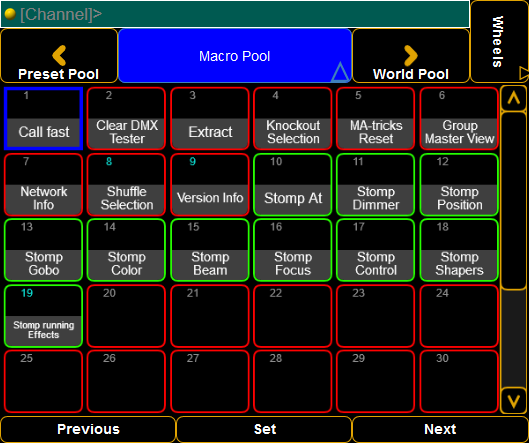 [Channel]>
Wheels
Preset Pool
Macro Pool
World Pool
1
Call fast
2
Clear DMX
Tester
3
Extract
4
Knockout
Selection
5
MA-tricks
Reset
6
Group
Master View
7
Network
Info
8
Shuffle
Selection
9
Version Info
10
Stomp At
11
Stomp
Dimmer
12
Stomp
Position
13
Stomp
Gobo
14
Stomp
Color
15
Stomp
Beam
16
Stomp
Focus
17
Stomp
Control
18
Stomp
Shapers
19
Stomp running
Effects
20
21
22
23
24
25
26
27
28
29
30
Previous
Set
Next